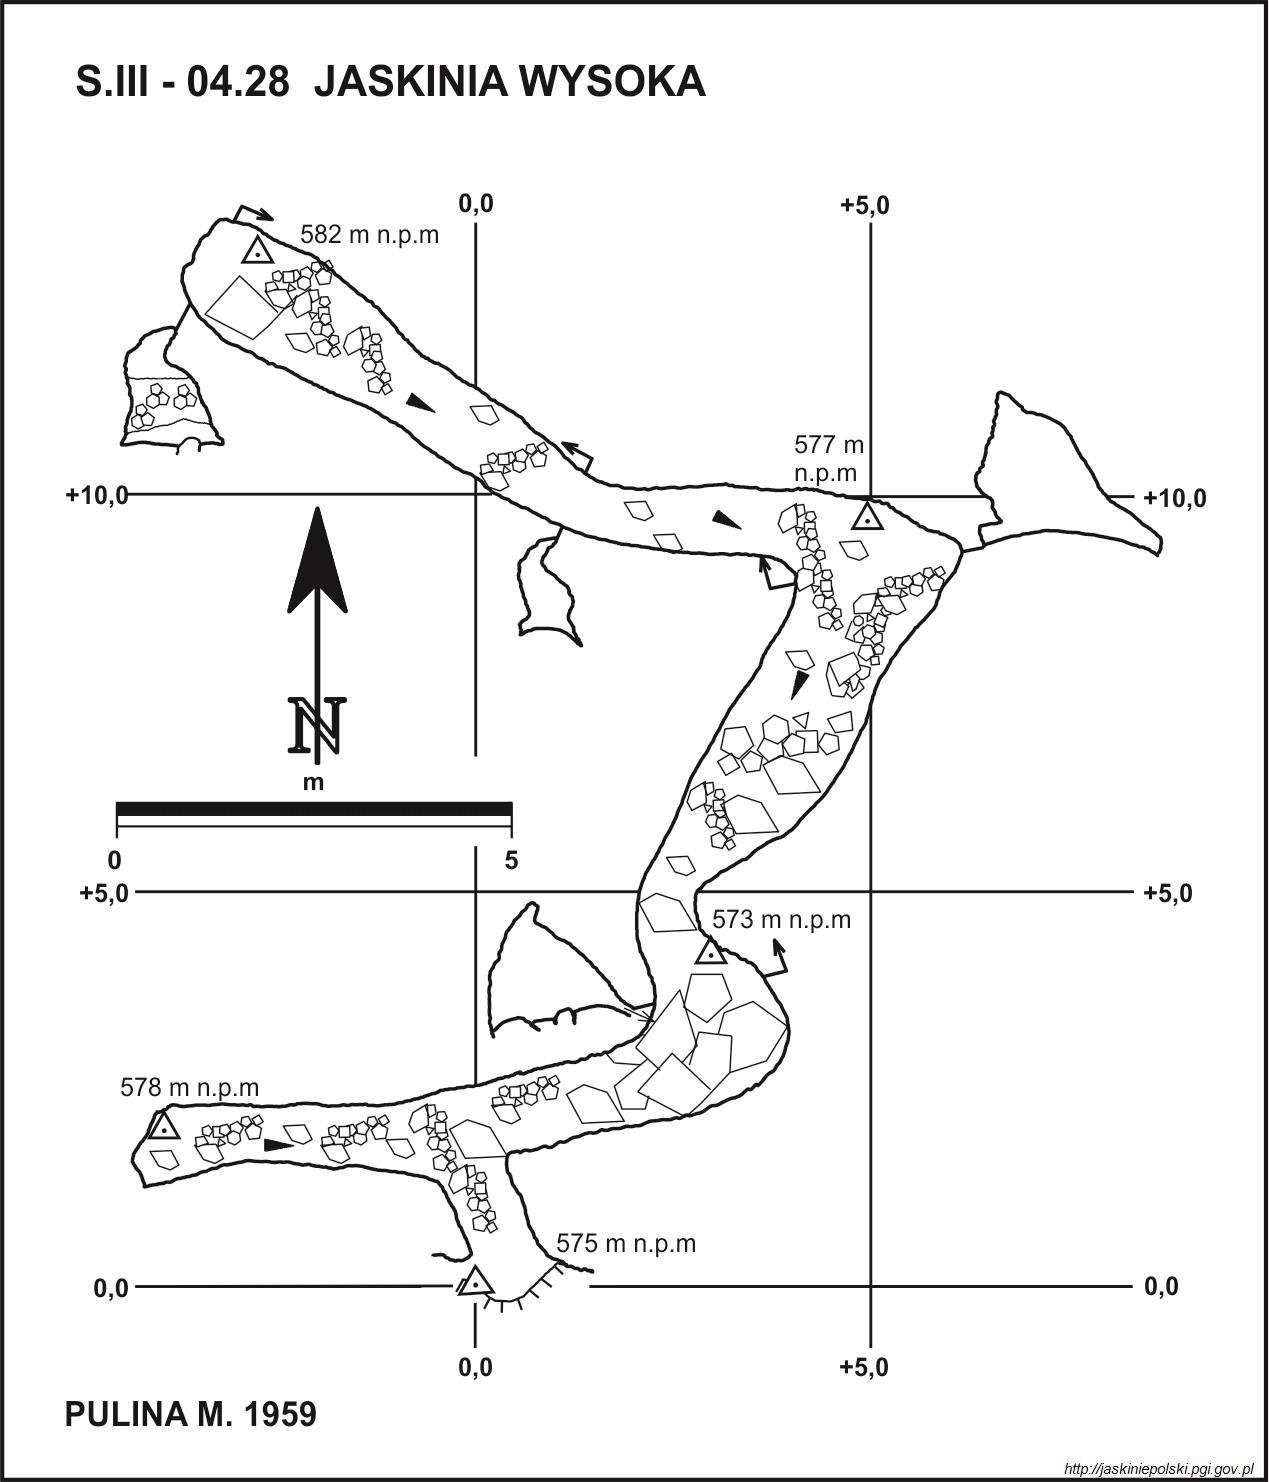 S.III - 04.28 JASKINIA WYSOKA
0,0
+5,0
582 m n.p.m
577 m
n.p.m
+10,0
+10,0
N
m
0
5
+5,0
+5,0
573 m n.p.m
578 m n.p.m
575 m n.p.m
0,0
0,0
0,0
+5,0
PULINA M. 1959
http://jaskiniepolski.pgi.gov.pl